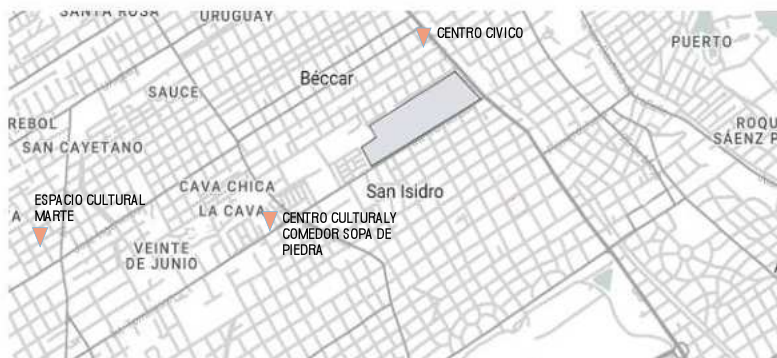 SANTA ROSA
URUGUAY
CENTRO CIVICO
PUERTO
Béccar
SAUCE
REBOL
ROQU
SÁENZ P
SAN CAYETANO
CAVA CHICA
San Isidro
ESPACIO CULTURAL
MARTE
LA CAVA
CENTRO CULTURALY
COMEDOR SOPA DE
PIEDRA
VEINTE
DE JUNIO